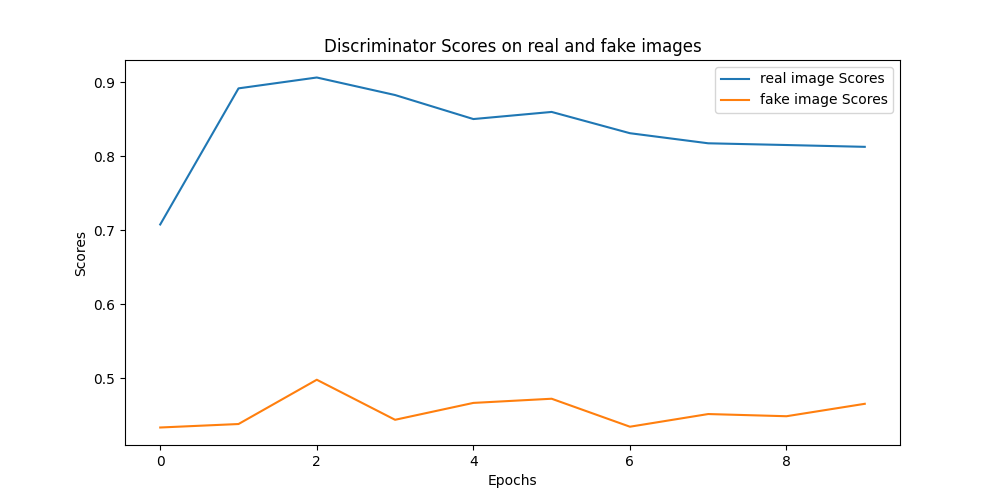 Discriminator Scores on real and fake images
real image Scores
fake image Scores
0.9
0.8
0.7
0.6
0.5
Scores
0 2 4 6 8
Epochs